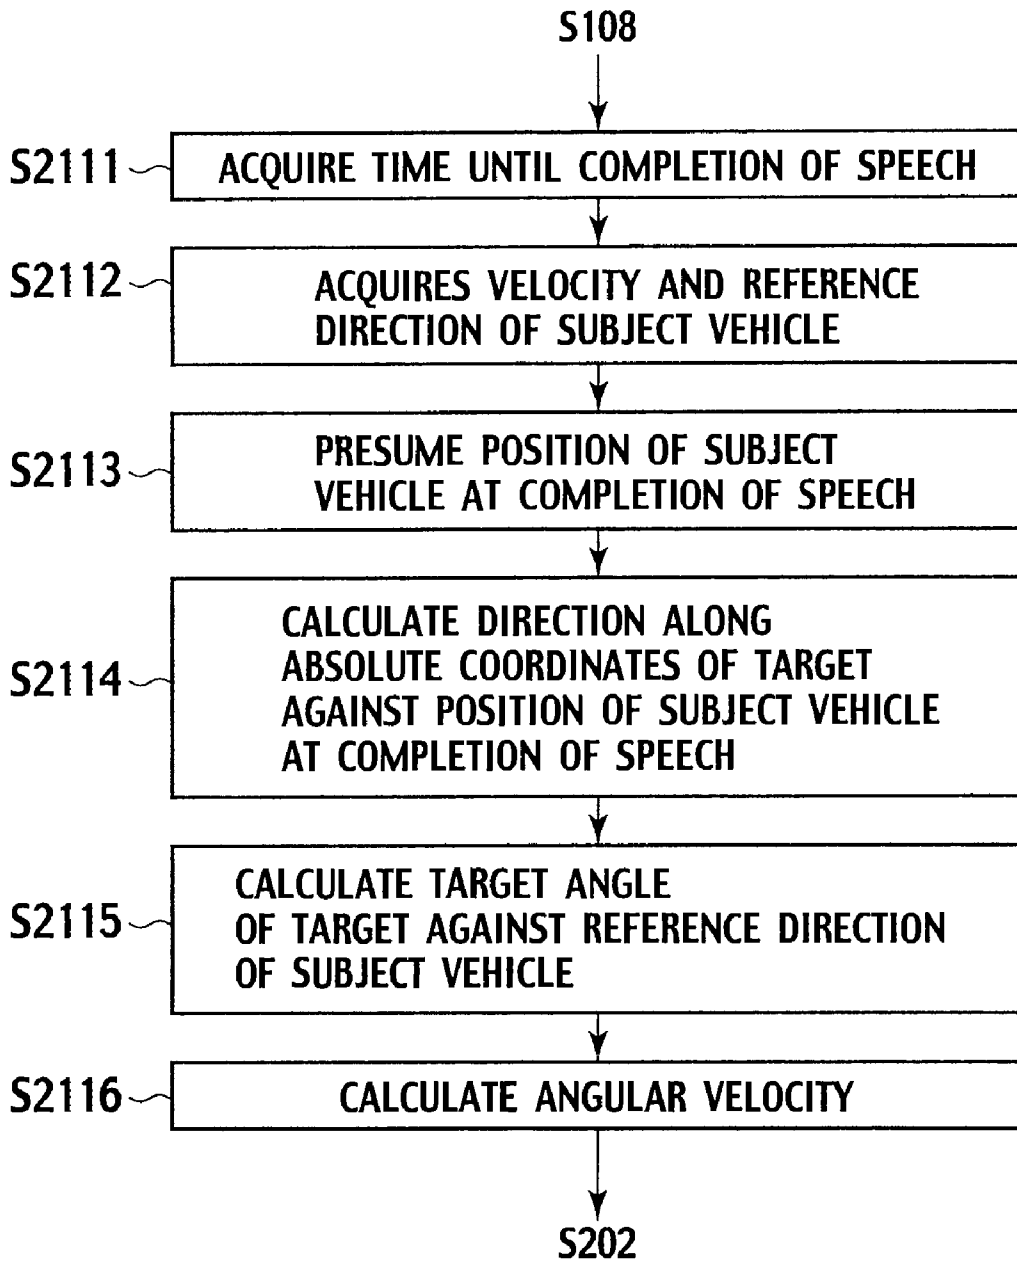 S108
S2111
ACQUIRE TIME UNTIL COMPLETION OF SPEECH
S2112
ACQUIRES VELOCITY AND REFERENCE
DIRECTION OF SUBJECT VEHICLE
S2113
PRESUME POSITION OF SUBJECT
VEHICLE AT COMPLETION OF SPEECH
S2114
CALCULATE DIRECTION ALONG
ABSOLUTE COORDINATES OF TARGET
AGAINST POSITION OF SUBJECT VEHICLE
AT COMPLETION OF SPEECH
S2115
CALCULATE TARGET ANGLE
OF TARGET AGAINST REFERENCE DIRECTION
OF SUBJECT VEHICLE
S2116
CALCULATE ANGULAR VELOCITY
S202